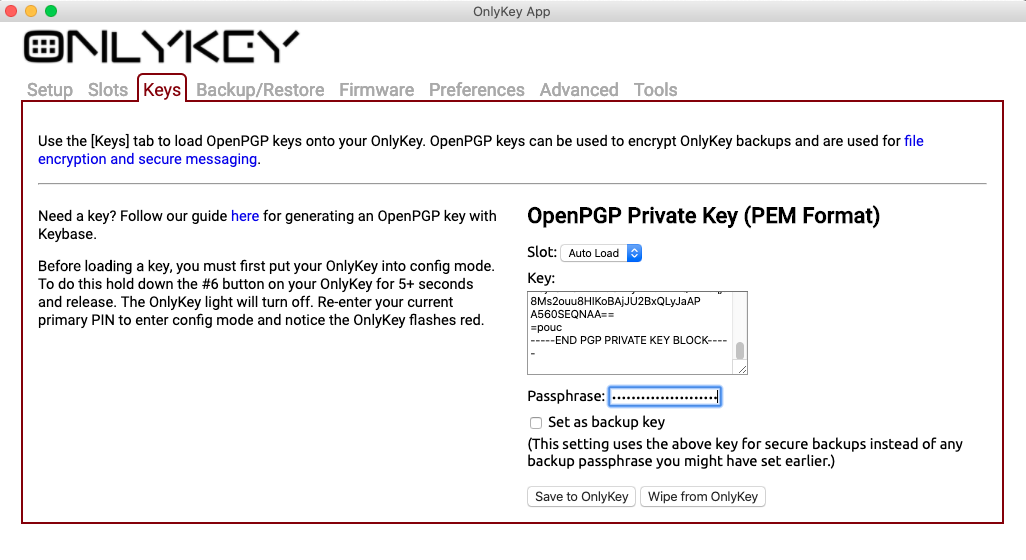 OnlyKey App
ONLYKEY
Setup Slots Keys Backup/Restore Firmware Preferences Advanced Tools
Use the [Keys] tab to load OpenPGP keys onto your OnlyKey. OpenPGP keys can be used to encrypt OnlyKey backups and are used for file
encryption and secure messaging.
Need a key? Follow our guide here for generating an OpenPGP key with
Keybase.
Before loading a key, you must first put your OnlyKey into config mode.
To do this hold down the #6 button on your OnlyKey for 5+ seconds
and release. The OnlyKey light will turn off. Re-enter your current
primary PIN to enter config mode and notice the OnlyKey flashes red.
OpenPGP Private Key (PEM Format)
Slot: Auto Load
Key:
8Ms2ouu8HIKoBAjJU2BxQLyJaAP
A560SEQNAA==
=pouc
-----END PGP PRIVATE KEY BLOCK----
-
Passphrase: ••••••••••••••••••••••
Set as backup key
(This setting uses the above key for secure backups instead of any
backup passphrase you might have set earlier.)
Save to OnlyKey Wipe from OnlyKey